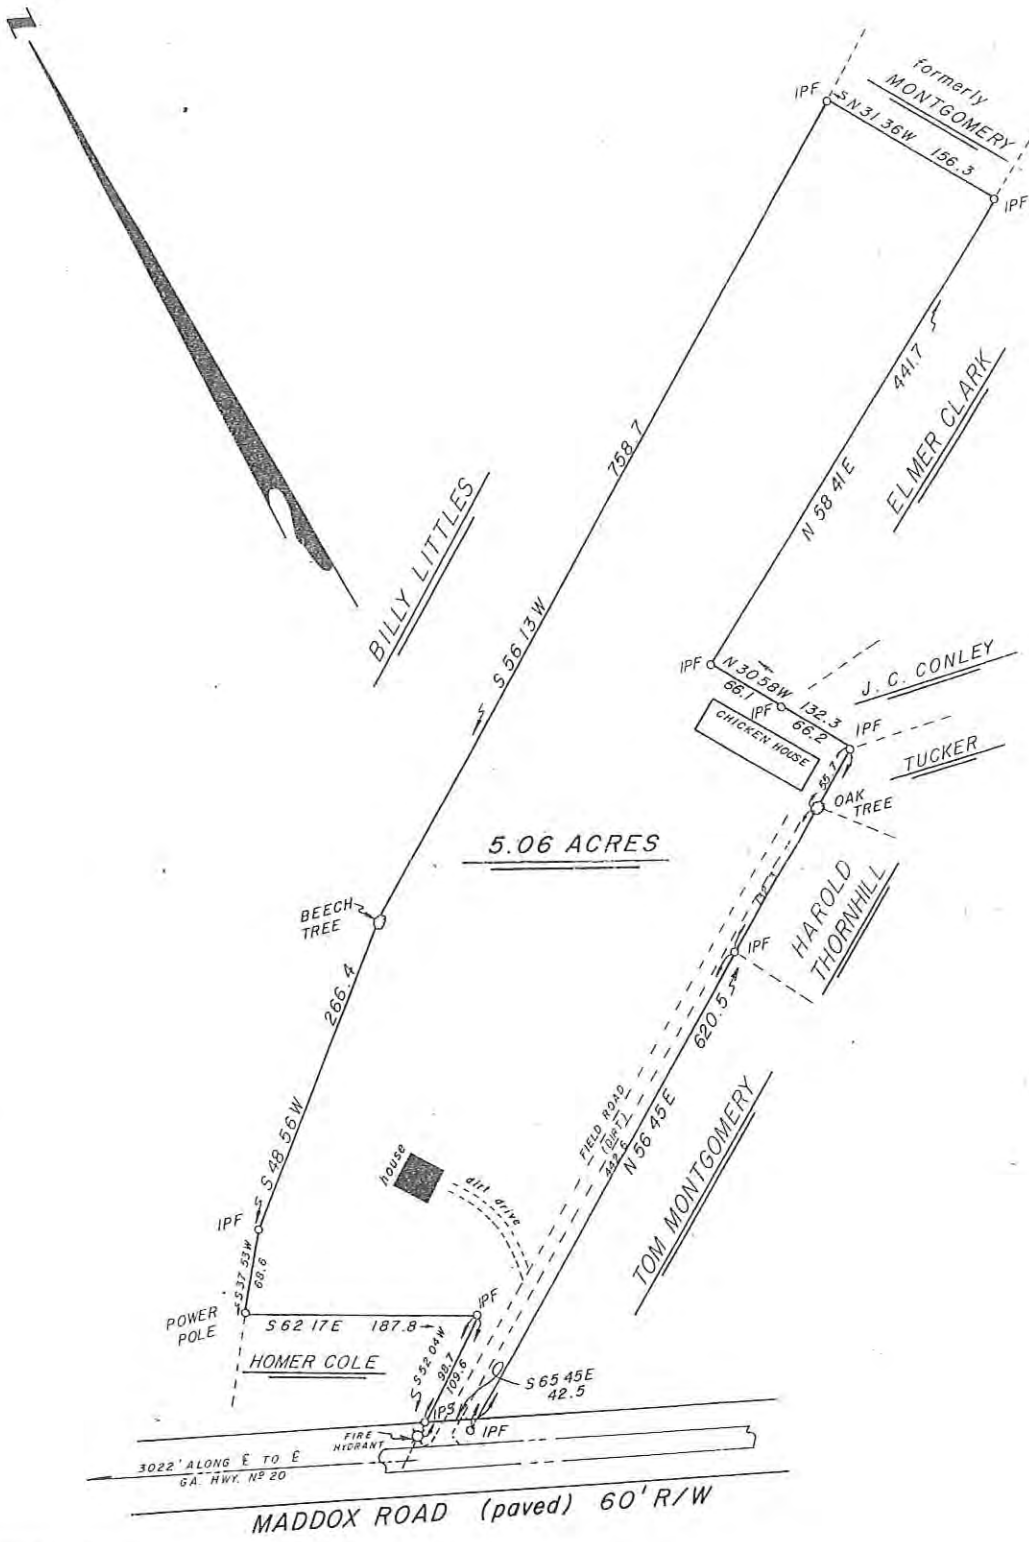 formerly
MONTGOMERY
IPF
N 31 36 W 156.3
IPF
441.7
N 58 41 E
ELMER CLARK
758.7
S 56 13 W
BILLY LITTLES
IPF
N 30 58 W 132.3
66.1 IPF 66.2
IPF
J. C. CONLEY
CHICKEN HOUSE
TUCKER
55.7
OAK
TREE
5.06 ACRES
HAROLD
THORNHILL
IPF
BEECH
TREE
266.4
S 48 56 W
620.5
N 56 45 E
FIELD ROAD
(DIRT)
442.6
TOM MONTGOMERY
house
dirt drive
IPF
S 37 53 W
68.6
POWER
POLE
S 62 17 E 187.8
IPF
HOMER COLE
S 52 04 W
98.7
109.6
S 65 45 E
42.5
IPS
IPF
FIRE
HYDRANT
3022' ALONG ⅊ TO ⅊
GA. HWY. Nº 20
MADDOX ROAD (paved) 60' R/W